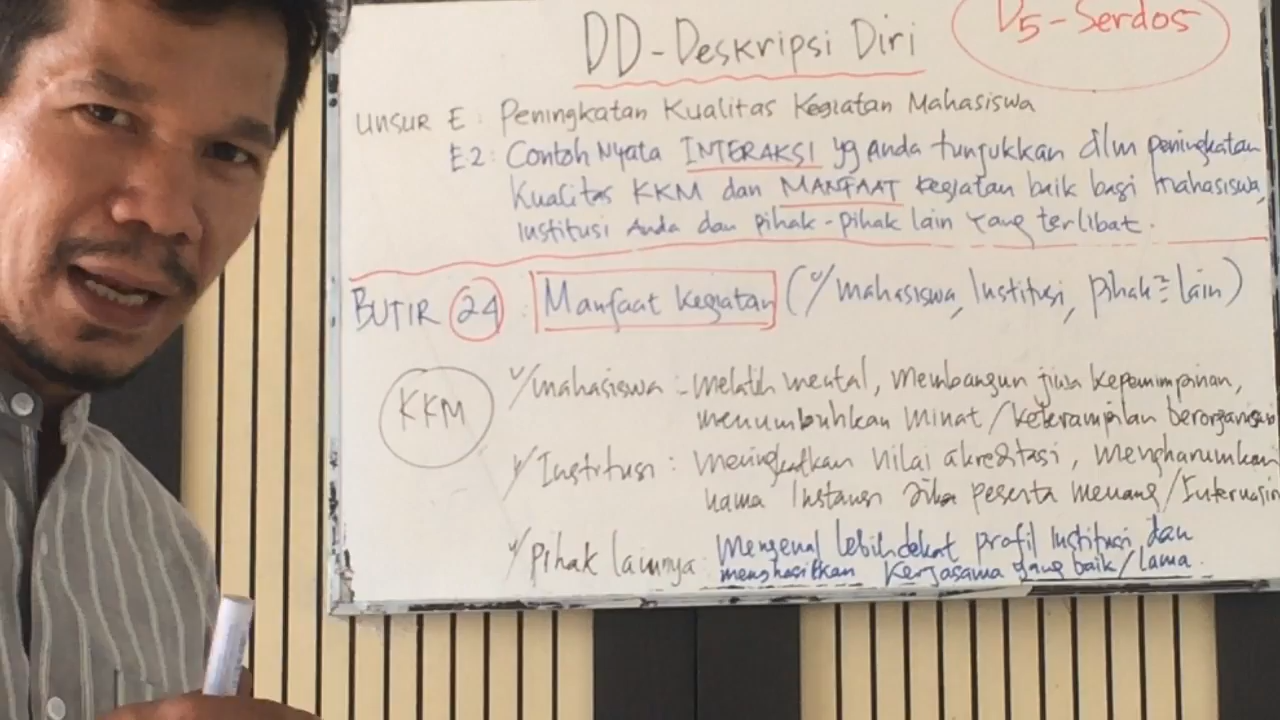 DD-Deskripsi Diri
D5-Serdos
UNSUR E : Peningkatan Kualitas Kegiatan Mahasiswa
E2: Contoh Nyata INTERAKSI yg Anda tunjukkan dlm peningkatan
Kualitas KKM dan MANFAAT kegiatan baik bagi mahasiswa,
Institusi Anda dan pihak-pihak lain yang terlibat.
BUTIR 24 : Manfaat Kegiatan (u/mahasiswa, Institusi, pihak2 lain)
KKM
u/mahasiswa : melatih mental, membangun jiwa kepemimpinan,
menumbuhkan minat/keterampilan berorganisasi
u/Institusi : meningkatkan nilai akreditasi, mengharumkan
nama Instansi jika peserta menang/Internasion
u/pihak lainnya : mengenal lebih dekat profil Institusi dan
menghasilkan kerjasama yang baik/lama.